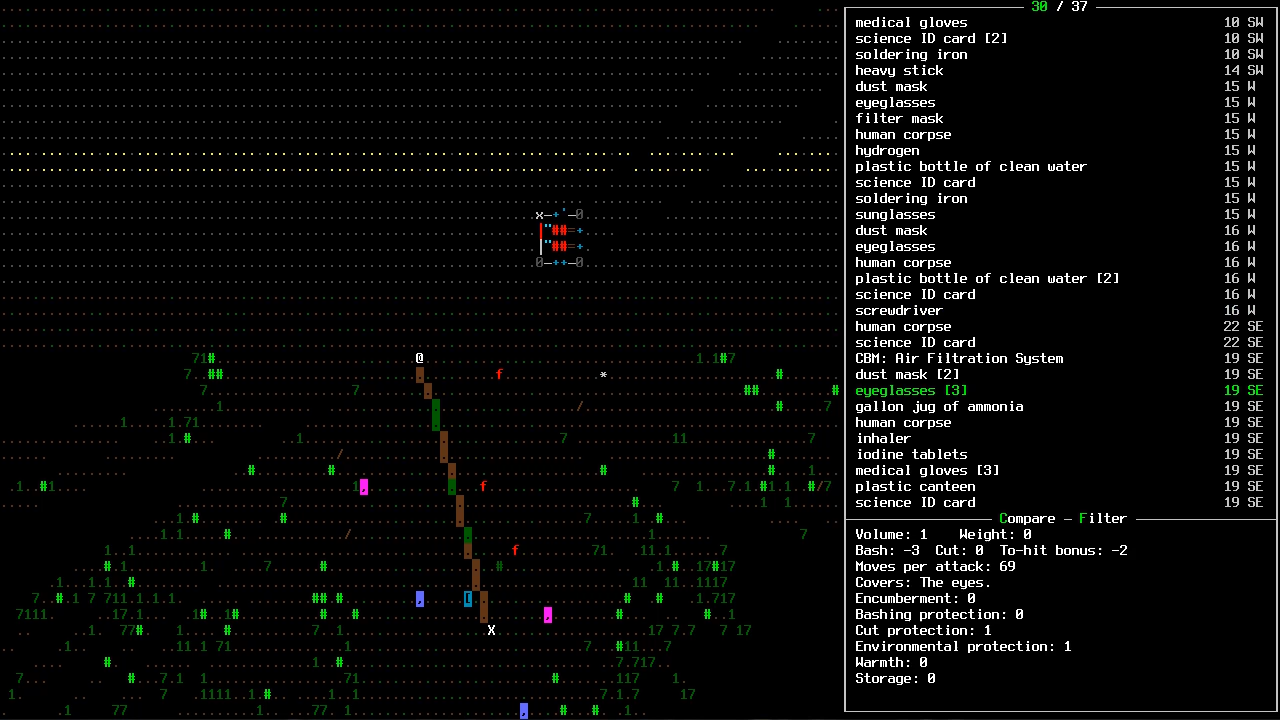 30 / 37
medical gloves 10 SW
science ID card [2] 10 SW
soldering iron 10 SW
heavy stick 14 SW
dust mask 15 W
eyeglasses 15 W
filter mask 15 W
human corpse 15 W
hydrogen 15 W
plastic bottle of clean water 15 W
science ID card 15 W
soldering iron 15 W
sunglasses 15 W
dust mask 16 W
eyeglasses 16 W
human corpse 16 W
plastic bottle of clean water [2] 16 W
science ID card 16 W
screwdriver 16 W
human corpse 22 SE
science ID card 22 SE
CBM: Air Filtration System 19 SE
dust mask [2] 19 SE
eyeglasses [3] 19 SE
gallon jug of ammonia 19 SE
human corpse 19 SE
inhaler 19 SE
iodine tablets 19 SE
medical gloves [3] 19 SE
plastic canteen 19 SE
science ID card 19 SE
Compare - Filter
Volume: 1 Weight: 0
Bash: -3 Cut: 0 To-hit bonus: -2
Moves per attack: 69
Covers: The eyes.
Encumberment: 0
Bashing protection: 0
Cut protection: 1
Environmental protection: 1
Warmth: 0
Storage: 0